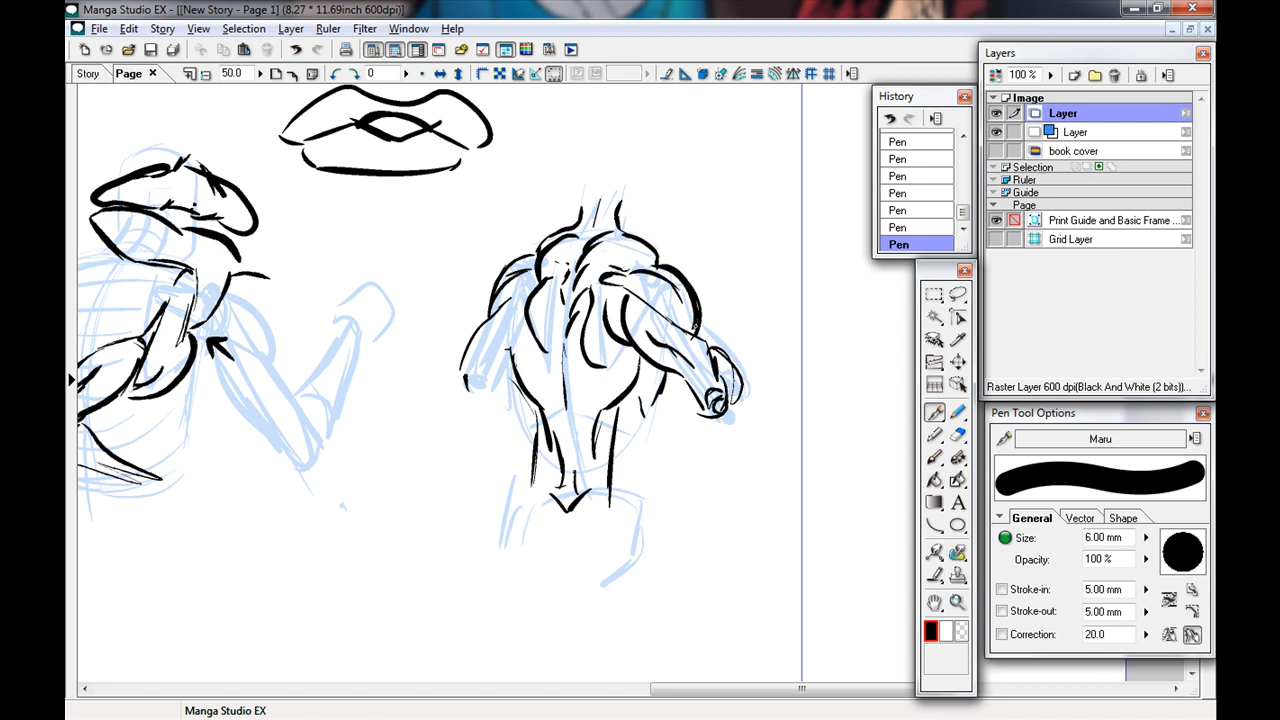 Manga Studio EX - [[New Story - Page 1] (8.27 * 11.69inch 600dpi)]
File Edit Story View Selection Layer Ruler Filter Window Help
Story Page 50.0 0
Layers
100 %
Image
Layer
Layer
book cover
Selection
Ruler
Guide
Page
Print Guide and Basic Frame ...
Grid Layer
Raster Layer 600 dpi(Black And White (2 bits))...
History
Pen
Pen
Pen
Pen
Pen
Pen
Pen
A
Pen Tool Options
Maru
General Vector Shape
Size: 6.00 mm
Opacity: 100 %
Stroke-in: 5.00 mm
Stroke-out: 5.00 mm
Correction: 20.0
Manga Studio EX